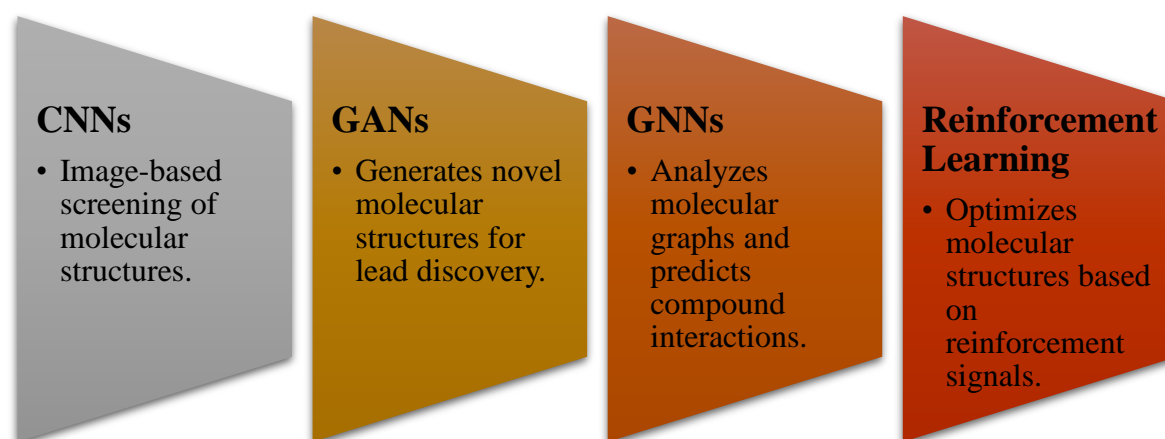 CNNs
• Image-based
screening of
molecular
structures.
GANs
• Generates novel
molecular
structures for
lead discovery.
GNNs
• Analyzes
molecular
graphs and
predicts
compound
interactions.
Reinforcement
Learning
• Optimizes
molecular
structures based
on
reinforcement
signals.